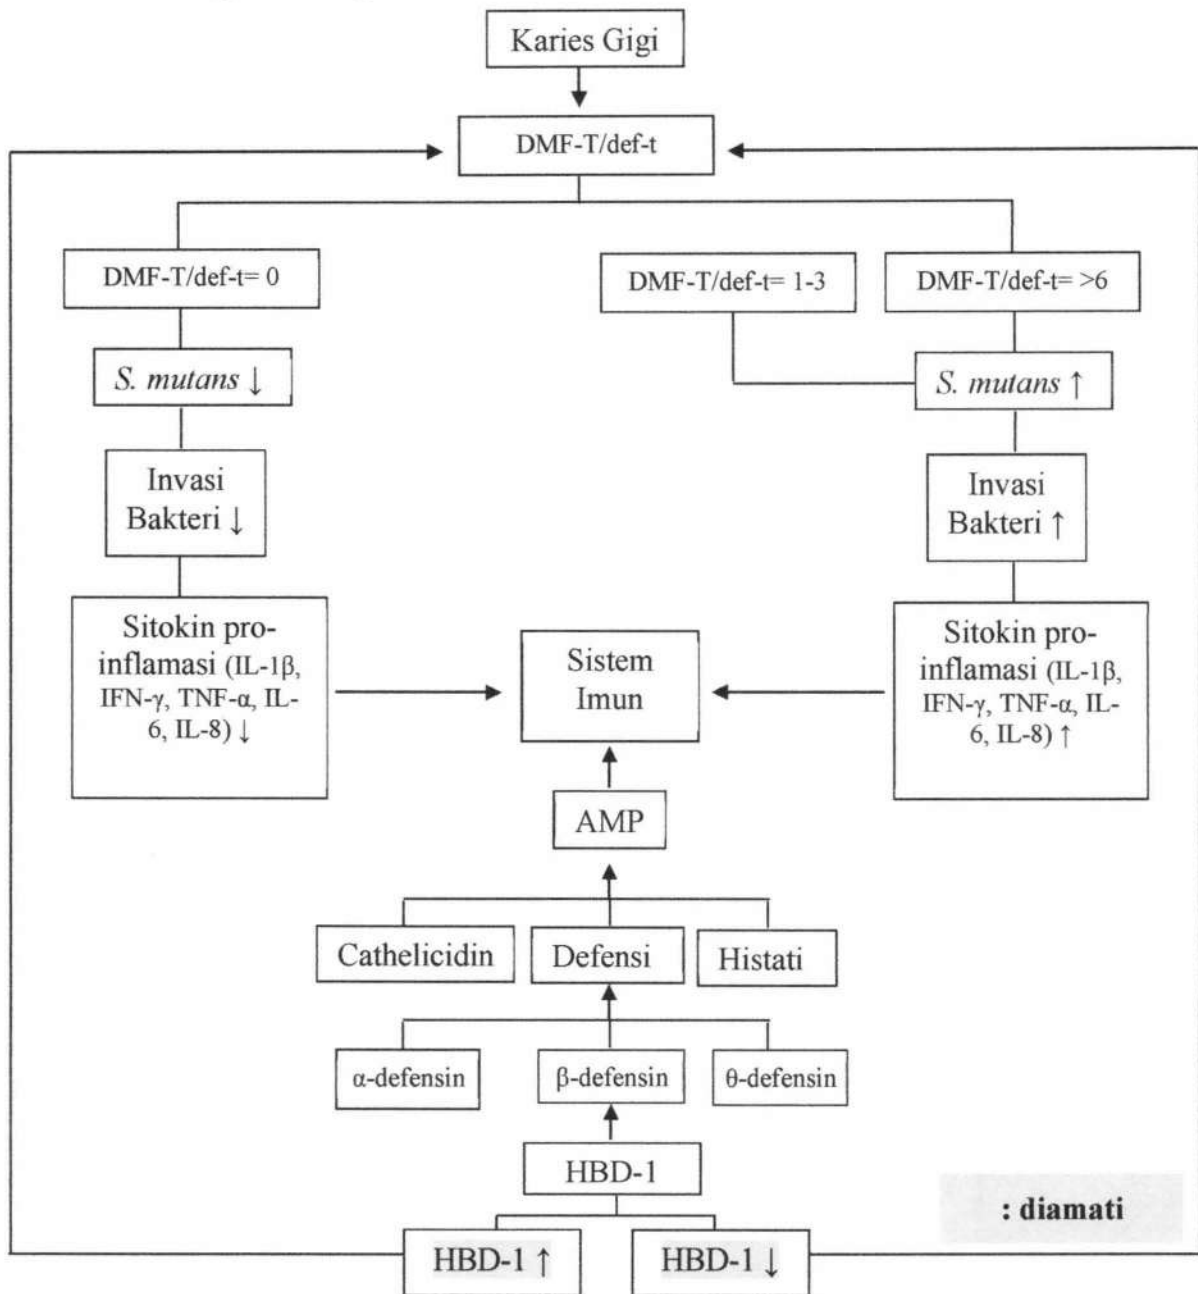 Karies Gigi
DMF-T/def-t
DMF-T/def-t= 0
DMF-T/def-t= 1-3
DMF-T/def-t= >6
S. mutans ↓
S. mutans ↑
Invasi
Bakteri ↓
Invasi
Bakteri ↑
Sitokin pro-
inflamasi (IL-1β,
IFN-γ, TNF-α, IL-
6, IL-8) ↓
Sistem
Imun
Sitokin pro-
inflamasi (IL-1β,
IFN-γ, TNF-α, IL-
6, IL-8) ↑
AMP
Cathelicidin
Defensi
Histati
α-defensin
β-defensin
θ-defensin
HBD-1
: diamati
HBD-1 ↑
HBD-1 ↓